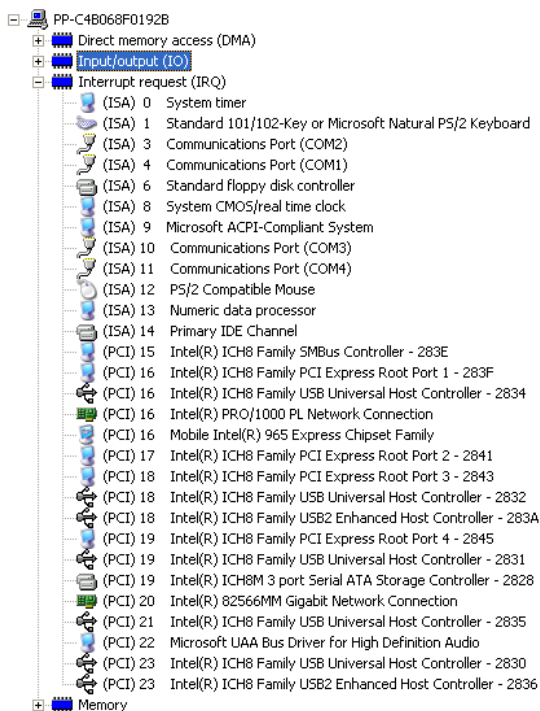 PP-C4B068F0192B
Direct memory access (DMA)
Input/output (IO)
Interrupt request (IRQ)
(ISA) 0 System timer
(ISA) 1 Standard 101/102-Key or Microsoft Natural PS/2 Keyboard
(ISA) 3 Communications Port (COM2)
(ISA) 4 Communications Port (COM1)
(ISA) 6 Standard floppy disk controller
(ISA) 8 System CMOS/real time clock
(ISA) 9 Microsoft ACPI-Compliant System
(ISA) 10 Communications Port (COM3)
(ISA) 11 Communications Port (COM4)
(ISA) 12 PS/2 Compatible Mouse
(ISA) 13 Numeric data processor
(ISA) 14 Primary IDE Channel
(PCI) 15 Intel(R) ICH8 Family SMBus Controller - 283E
(PCI) 16 Intel(R) ICH8 Family PCI Express Root Port 1 - 283F
(PCI) 16 Intel(R) ICH8 Family USB Universal Host Controller - 2834
(PCI) 16 Intel(R) PRO/1000 PL Network Connection
(PCI) 16 Mobile Intel(R) 965 Express Chipset Family
(PCI) 17 Intel(R) ICH8 Family PCI Express Root Port 2 - 2841
(PCI) 18 Intel(R) ICH8 Family PCI Express Root Port 3 - 2843
(PCI) 18 Intel(R) ICH8 Family USB Universal Host Controller - 2832
(PCI) 18 Intel(R) ICH8 Family USB2 Enhanced Host Controller - 283A
(PCI) 19 Intel(R) ICH8 Family PCI Express Root Port 4 - 2845
(PCI) 19 Intel(R) ICH8 Family USB Universal Host Controller - 2831
(PCI) 19 Intel(R) ICH8M 3 port Serial ATA Storage Controller - 2828
(PCI) 20 Intel(R) 82566MM Gigabit Network Connection
(PCI) 21 Intel(R) ICH8 Family USB Universal Host Controller - 2835
(PCI) 22 Microsoft UAA Bus Driver for High Definition Audio
(PCI) 23 Intel(R) ICH8 Family USB Universal Host Controller - 2830
(PCI) 23 Intel(R) ICH8 Family USB2 Enhanced Host Controller - 2836
Memory